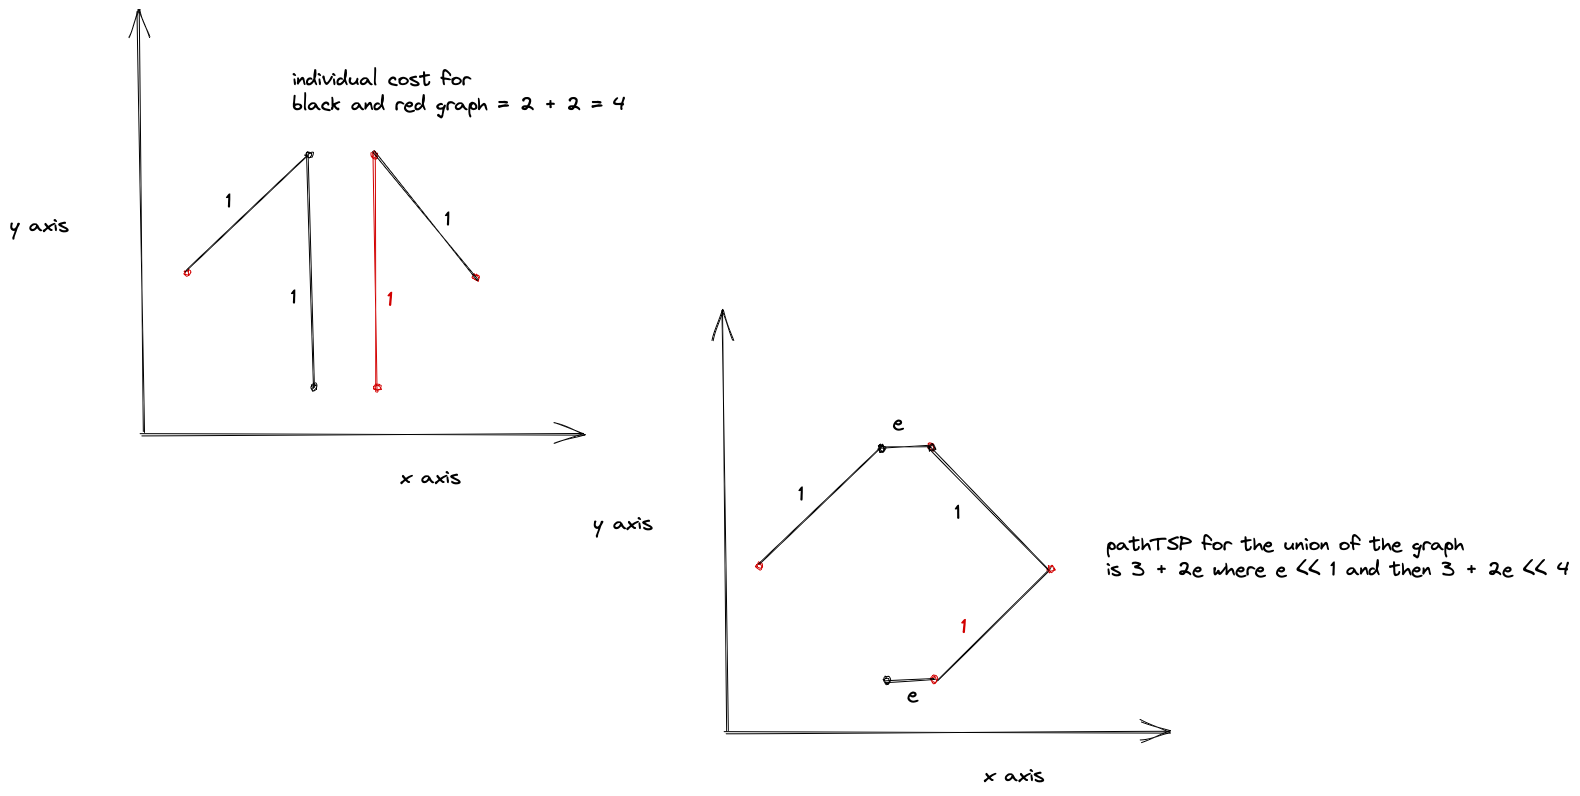 individual cost for
black and red graph = 2 + 2 = 4
1
1
y axis
1
1
x axis
e
1
1
y axis
pathTSP for the union of the graph
is 3 + 2e where e << 1 and then 3 + 2e << 4
1
e
x axis